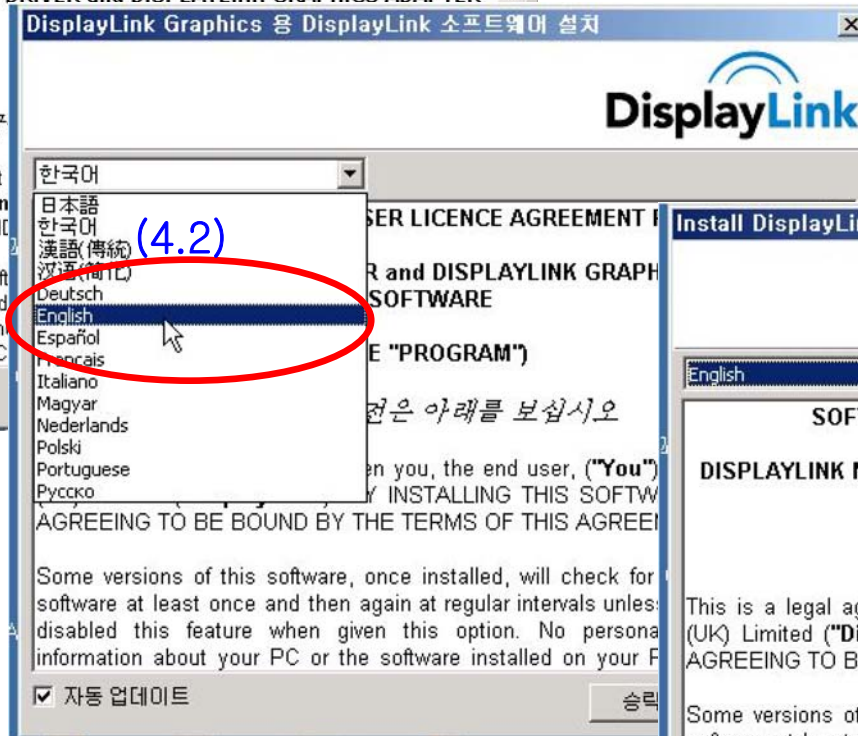 DisplayLink Graphics 용 DisplayLink 소프트웨어 설치
DisplayLink
한국어
日本語
한국어
漢語(傳統)
汉语(简化)
Deutsch
English
Español
Français
Italiano
Magyar
Nederlands
Polski
Portuguese
Русско
(4.2)
SER LICENCE AGREEMENT F
R and DISPLAYLINK GRAPH
SOFTWARE
E "PROGRAM")
전은 아래를 보십시오
en you, the end user, ("You")
Y INSTALLING THIS SOFTW
AGREEING TO BE BOUND BY THE TERMS OF THIS AGREE
Some versions of this software, once installed, will check for
software at least once and then again at regular intervals unles
disabled this feature when given this option. No persona
information about your PC or the software installed on your P
자동 업데이트
승락
Install DisplayLi
English
SOF
DISPLAYLINK
This is a legal ag
(UK) Limited ("Di
AGREEING TO B
Some versions of